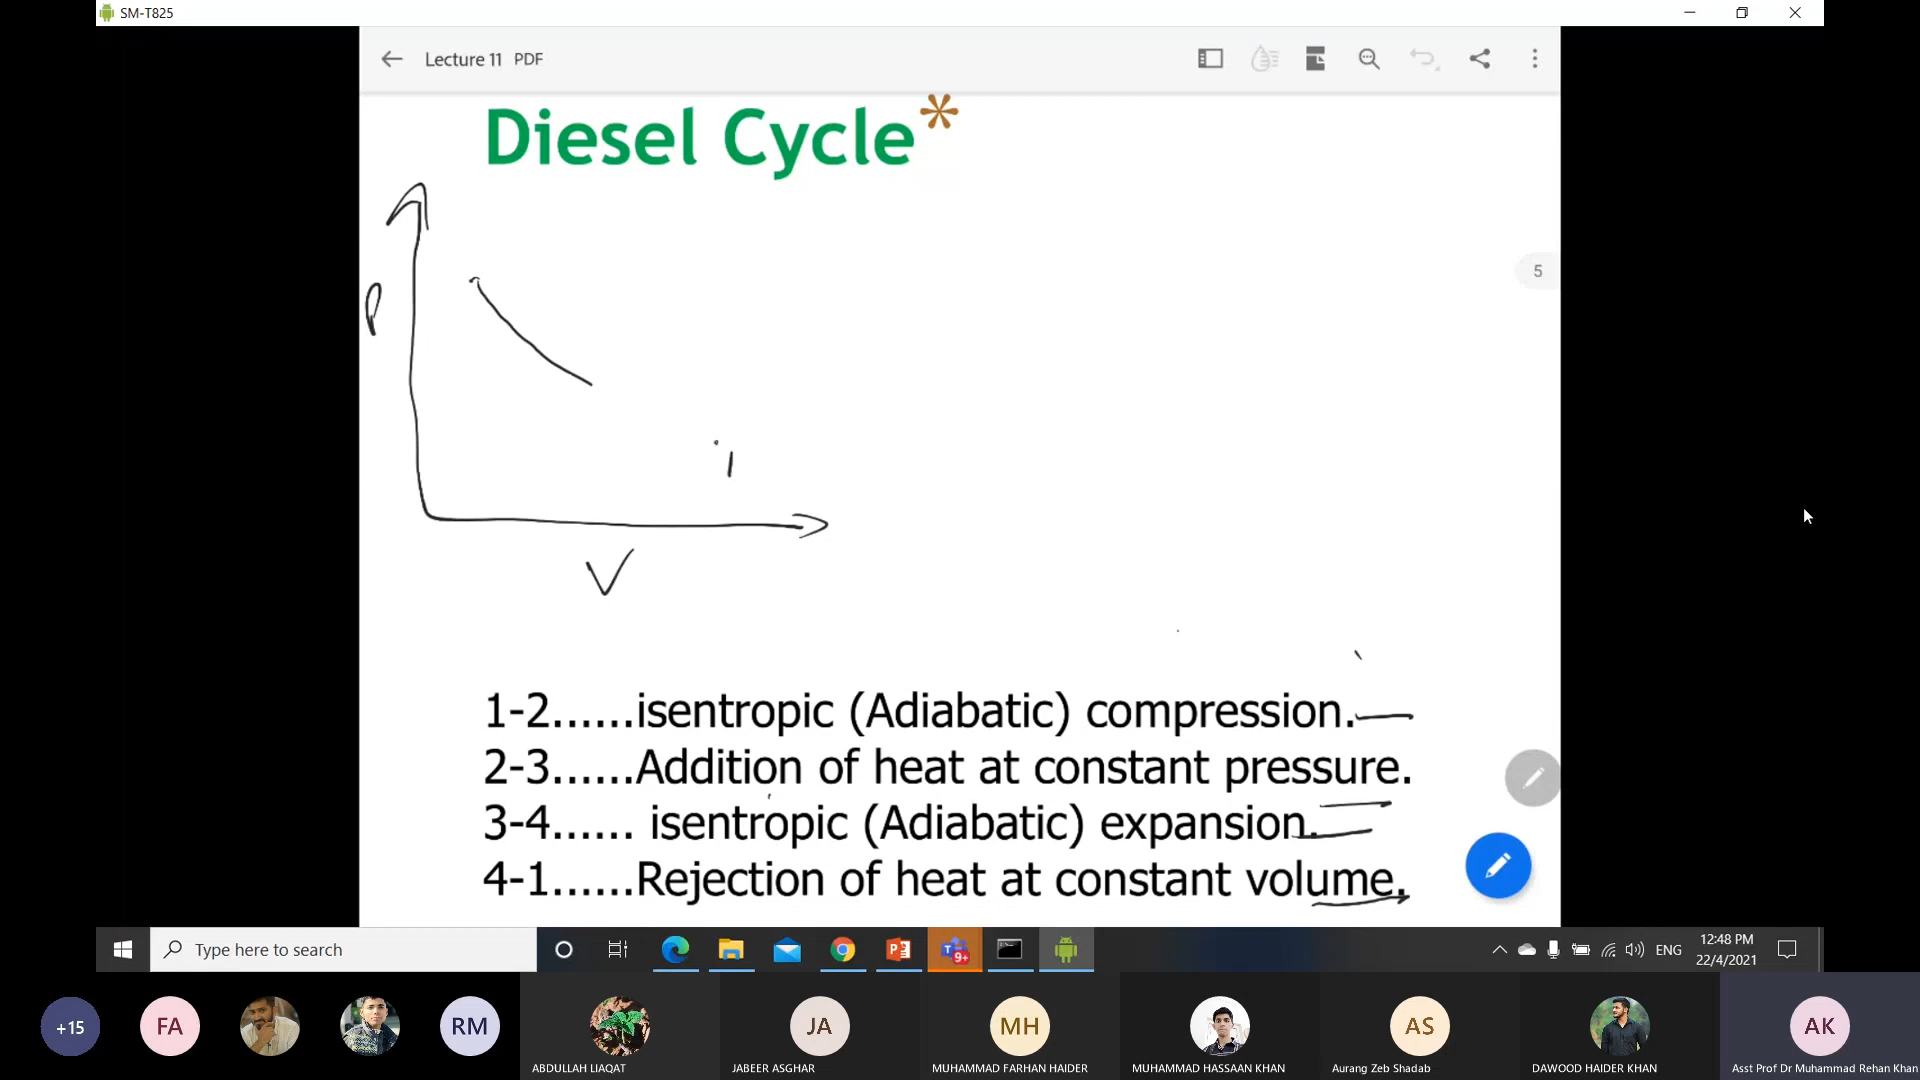 SM-T825
Lecture 11 PDF
Diesel Cycle*
P
5
1
V
1-2......isentropic (Adiabatic) compression.
2-3......Addition of heat at constant pressure.
3-4...... isentropic (Adiabatic) expansion.
4-1......Rejection of heat at constant volume.
Type here to search
9+
ENG
12:48 PM
22/4/2021
+15
FA
RM
JA
MH
AS
AK
ABDULLAH LIAQAT
JABEER ASGHAR
MUHAMMAD FARHAN HAIDER
MUHAMMAD HASSAAN KHAN
Aurang Zeb Shadab
DAWOOD HAIDER KHAN
Asst Prof Dr Muhammad Rehan Khan